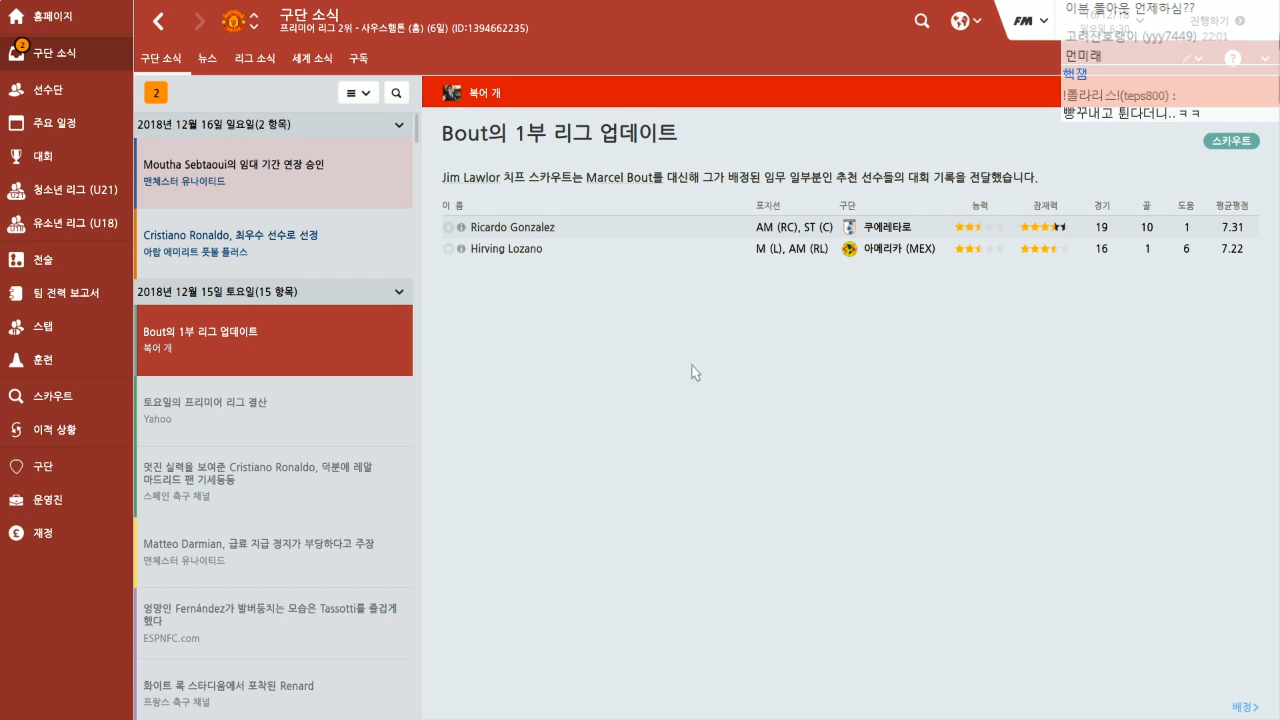 홈페이지
2
구단 소식
선수단
주요 일정
대회
청소년 리그 (U21)
유소년 리그 (U18)
전술
팀 전력 보고서
스탭
훈련
스카우트
이적 상황
구단
운영진
재정
구단 소식
프리미어 리그 2위 - 사우스햄튼 (홈) (6일) (ID:1394662235)
구단 소식 뉴스 리그 소식 세계 소식 구독
FM
진행하기
이분 폴아웃 언제하심??
고려산호랭이 (yyy7449)
22:01
먼미래
핵잼
!폴라리스!(teps800) :
빵꾸내고 튄다더니..ㅋㅋ
2
2018년 12월 16일 일요일(2 항목)
Moutha Sebtaoui의 임대 기간 연장 승인
맨체스터 유나이티드
Cristiano Ronaldo, 최우수 선수로 선정
아랍 에미리트 풋볼 플러스
2018년 12월 15일 토요일(15 항목)
Bout의 1부 리그 업데이트
복어 개
토요일의 프리미어 리그 결산
Yahoo
멋진 실력을 보여준 Cristiano Ronaldo, 덕분에 레알
마드리드 팬 기세등등
스페인 축구 채널
Matteo Darmian, 급료 지급 정지가 부당하다고 주장
맨체스터 유나이티드
엉망인 Fernández가 발버둥치는 모습은 Tassotti를 즐겁게
했다
ESPNFC.com
화이트 록 스타디움에서 포착된 Renard
프랑스 축구 채널
복어 개
Bout의 1부 리그 업데이트
스카우트
Jim Lawlor 치프 스카우트는 Marcel Bout를 대신해 그가 배정된 임무 일부분인 추천 선수들의 대회 기록을 전달했습니다.
이 름 포지션 구단 능력 잠재력 경기 골 도움 평균평점
Ricardo Gonzalez AM (RC), ST (C) 쿠에레타로 19 10 1 7.31
Hirving Lozano M (L), AM (RL) 아메리카 (MEX) 16 1 6 7.22
배정